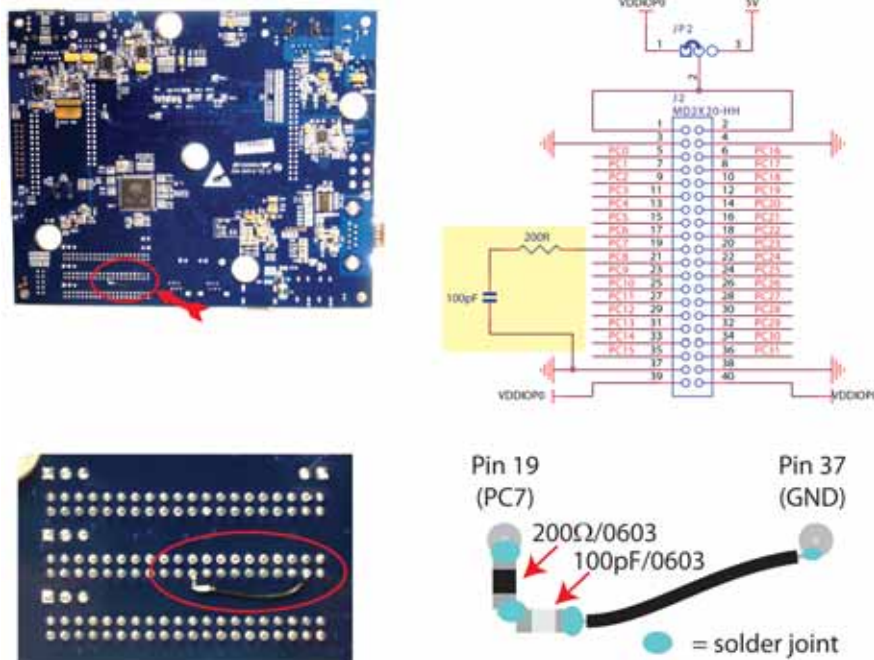 VDDIOP0 5V
JP2
1 3
2
J2
MD2X20-HH
1 2
3 4
PC0 5 6 PC16
PC1 7 8 PC17
PC2 9 10 PC18
PC3 11 12 PC19
PC4 13 14 PC20
PC5 15 16 PC21
PC6 17 18 PC22
PC7 19 20 PC23
PC8 21 22 PC24
PC9 23 24 PC25
PC10 25 26 PC26
PC11 27 28 PC27
PC12 29 30 PC28
PC13 31 32 PC29
PC14 33 34 PC30
PC15 35 36 PC31
37 38
39 40
VDDIOP0 VDDIOP0
200R
100pF
Pin 19
(PC7)
Pin 37
(GND)
200Ω/0603
100pF/0603
= solder joint